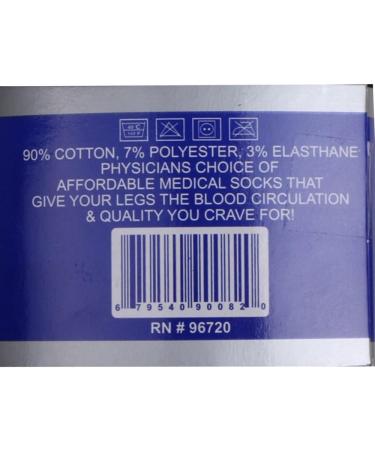 90% COTTON, 7% POLYESTER, 3% ELASTHANE
PHYSICIANS CHOICE OF
AFFORDABLE MEDICAL SOCKS THAT
GIVE YOUR LEGS THE BLOOD CIRCULATION
& QUALITY YOU CRAVE FOR!
6 79540 90082 0
RN # 96720